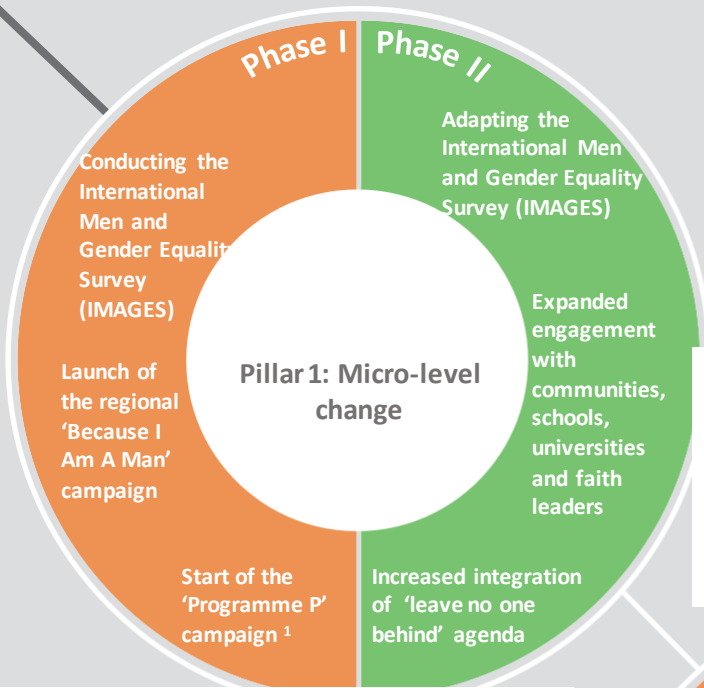 Phase I
Phase II
Conducting the
International
Men and
Gender Equality
Survey
(IMAGES)
Launch of
the regional
‘Because I
Am A Man’
campaign
Start of the
‘Programme P’
campaign ¹
Pillar 1: Micro-level
change
Adapting the
International Men
and Gender Equality
Survey (IMAGES)
Expanded
engagement
with
communities,
schools,
universities
and faith
leaders
Increased integration
of ‘leave no one
behind’ agenda